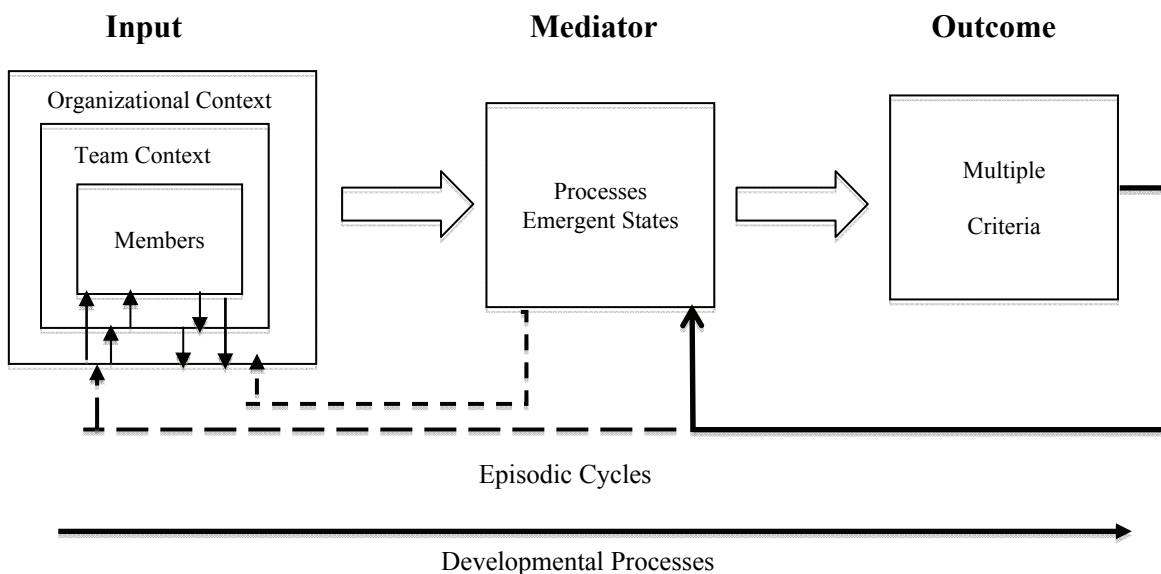 Input
Mediator
Outcome
Organizational Context
Team Context
Members
Processes
Emergent States
Multiple
Criteria
Episodic Cycles
Developmental Processes